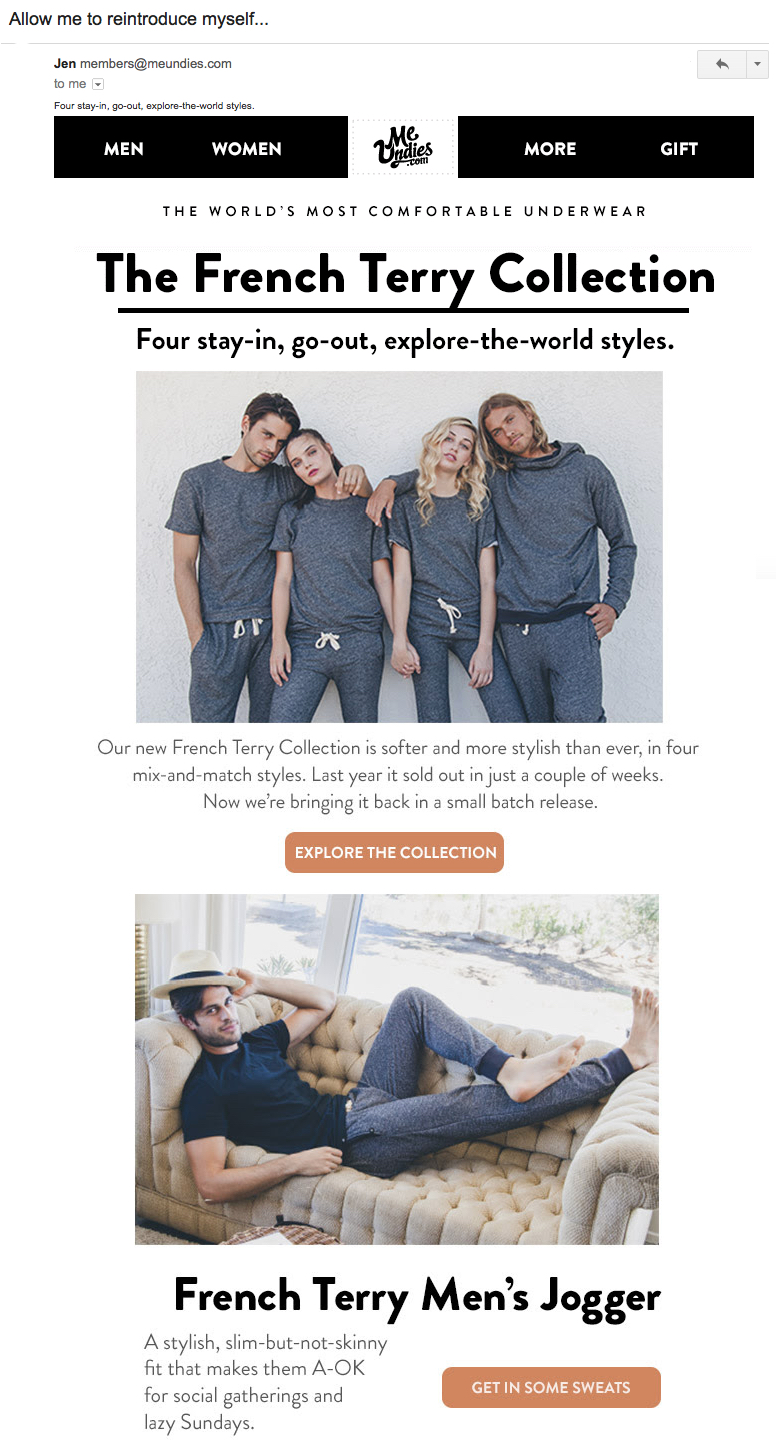 Allow me to reintroduce myself...
Jen members@meundies.com
to me
Four stay-in, go-out, explore-the-world styles.
MEN WOMEN MeUndies.com MORE GIFT
THE WORLD'S MOST COMFORTABLE UNDERWEAR
The French Terry Collection
Four stay-in, go-out, explore-the-world styles.
Our new French Terry Collection is softer and more stylish than ever, in four
mix-and-match styles. Last year it sold out in just a couple of weeks.
Now we're bringing it back in a small batch release.
EXPLORE THE COLLECTION
French Terry Men's Jogger
A stylish, slim-but-not-skinny
fit that makes them A-OK
for social gatherings and
lazy Sundays.
GET IN SOME SWEATS